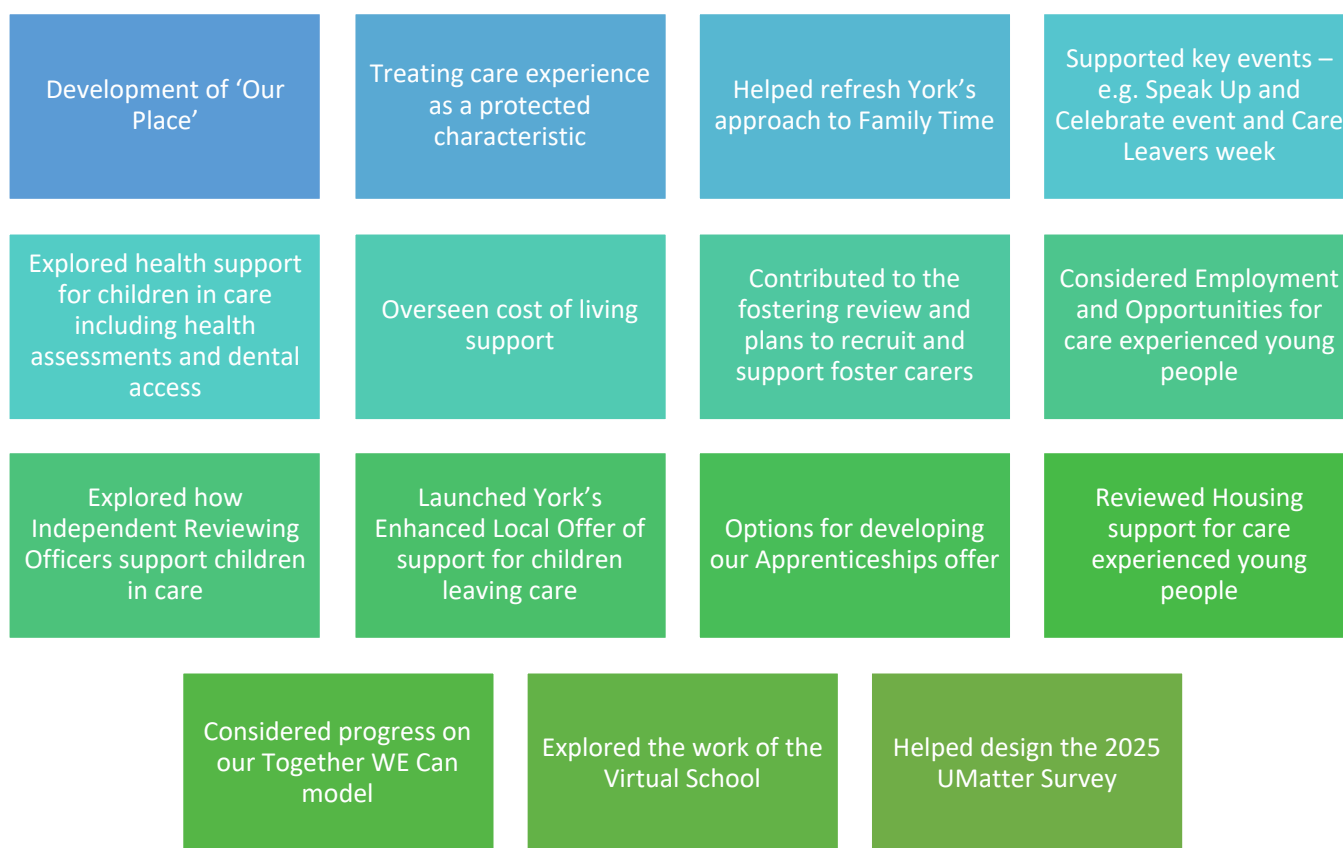 Development of ‘Our
Place’
Treating care experience
as a protected
characteristic
Helped refresh York’s
approach to Family Time
Supported key events –
e.g. Speak Up and
Celebrate event and Care
Leavers week
Explored health support
for children in care
including health
assessments and dental
access
Overseen cost of living
support
Contributed to the
fostering review and
plans to recruit and
support foster carers
Considered Employment
and Opportunities for
care experienced young
people
Explored how
Independent Reviewing
Officers support children
in care
Launched York’s
Enhanced Local Offer of
support for children
leaving care
Options for developing
our Apprenticeships offer
Reviewed Housing
support for care
experienced young
people
Considered progress on
our Together WE Can
model
Explored the work of the
Virtual School
Helped design the 2025
UMatter Survey